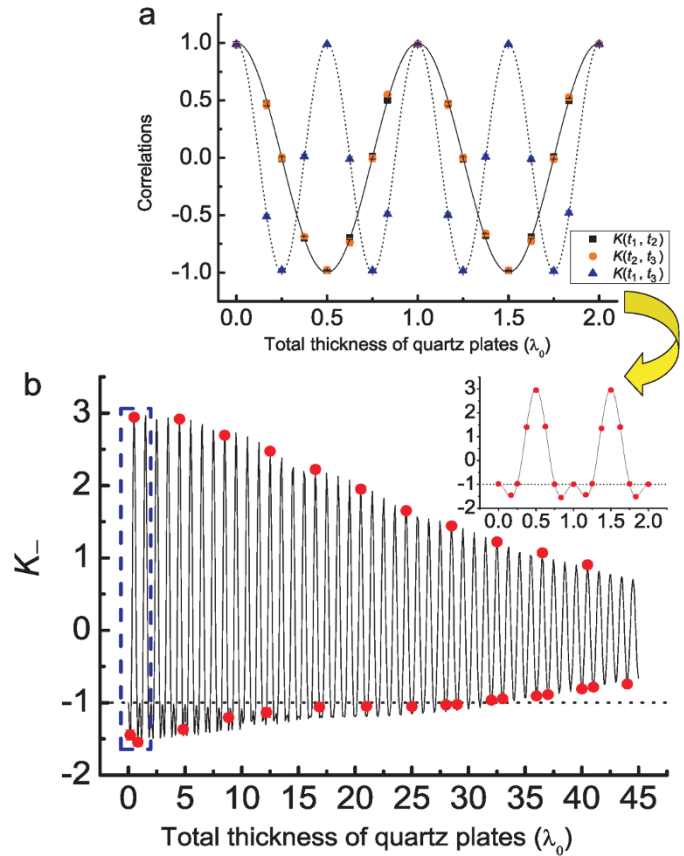 a
1.0
0.5
0.0
-0.5
-1.0
Correlations
K(t₁, t₂)
K(t₂, t₃)
K(t₁, t₃)
0.0 0.5 1.0 1.5 2.0
Total thickness of quartz plates (λ₀)
b
3
2
1
0
-1
-2
K₋
3
2
1
0
-1
-2
0.0 0.5 1.0 1.5 2.0
0 5 10 15 20 25 30 35 40 45
Total thickness of quartz plates (λ₀)